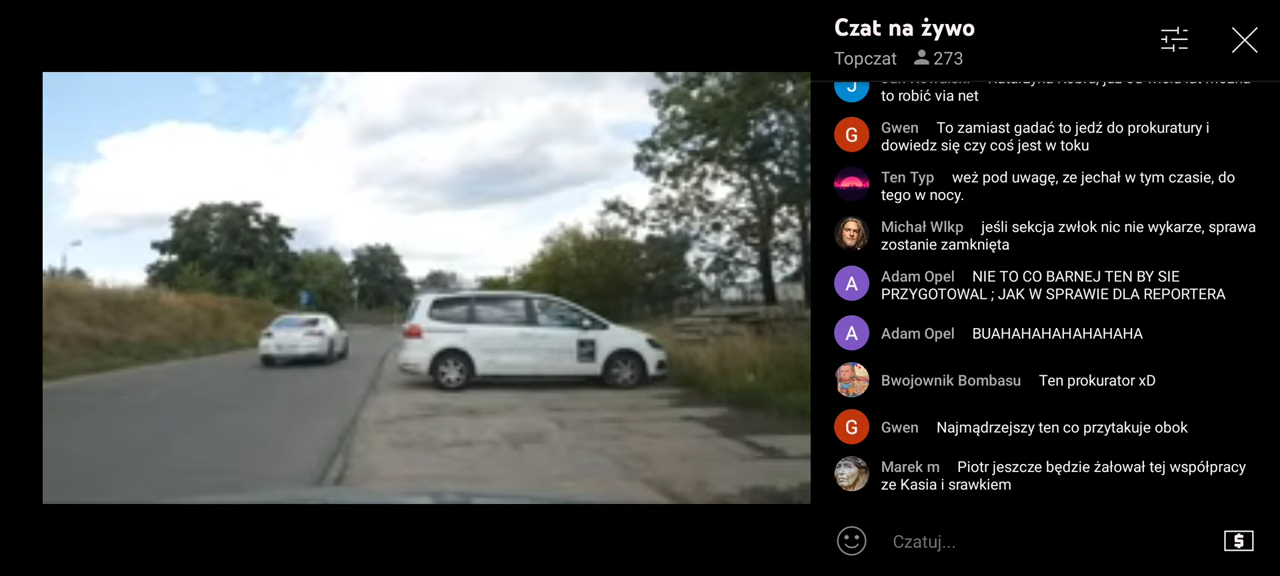 Czat na żywo
Topczat 273
to robić via net
Gwen To zamiast gadać to jedź do prokuratury i
dowiedz się czy coś jest w toku
Ten Typ weż pod uwagę, ze jechał w tym czasie, do
tego w nocy.
Michał Wlkp jeśli sekcja zwłok nic nie wykarze, sprawa
zostanie zamknięta
A Adam Opel NIE TO CO BARNEJ TEN BY SIE
PRZYGOTOWAL ; JAK W SPRAWIE DLA REPORTERA
A Adam Opel BUAHAHAHAHAHAHAHA
Bwojownik Bombasu Ten prokurator xD
G Gwen Najmądrzejszy ten co przytakuje obok
Marek m Piotr jeszcze będzie żałował tej współpracy
ze Kasia i srawkiem
Czatuj...